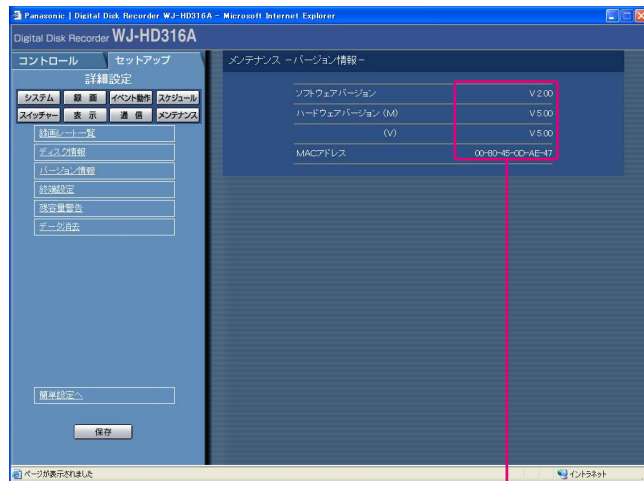 Panasonic | Digital Disk Recorder WJ-HD316A - Microsoft Internet Explorer
Digital Disk Recorder WJ-HD316A
コントロール セットアップ
詳細設定
システム 録画 イベント動作 スケジュール
スイッチャー 表示 通信 メンテナンス
録画レート一覧
ディスク情報
バージョン情報
終端設定
残容量警告
データ消去
簡単設定へ
保存
メンテナンス －バージョン情報－
ソフトウェアバージョン V 2.00
ハードウェアバージョン (M) V 5.00
(V) V 5.00
MACアドレス 00-80-45-0D-AE-47
ページが表示されました イントラネット